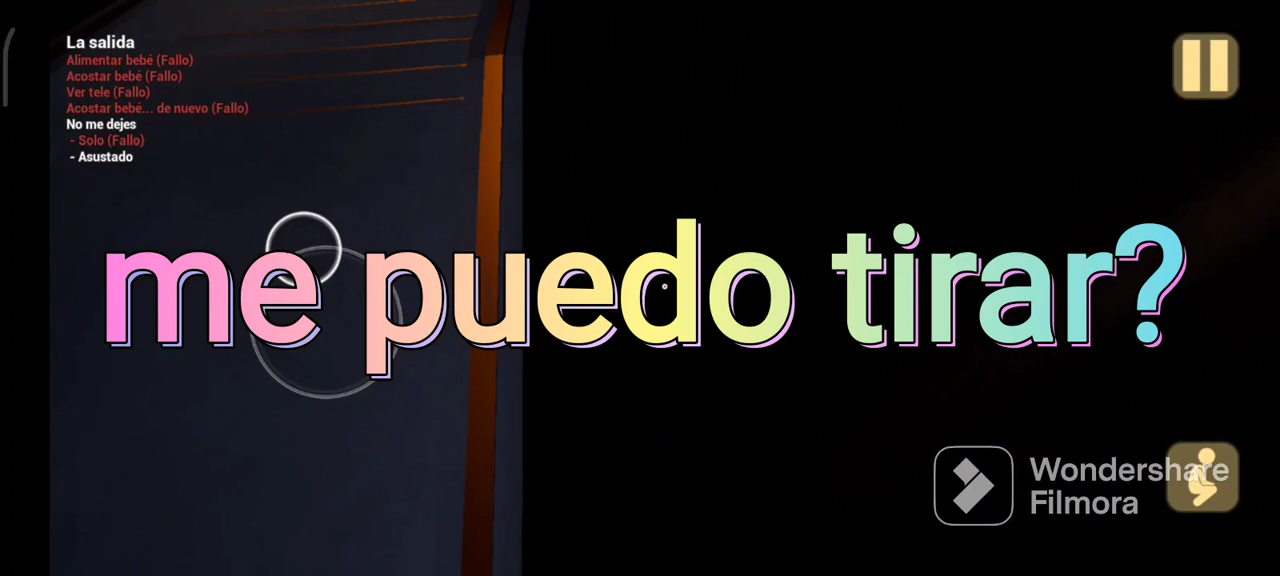 La salida
Alimentar bebé (Fallo)
Acostar bebé (Fallo)
Ver tele (Fallo)
Acostar bebé... de nuevo (Fallo)
No me dejes
- Solo (Fallo)
- Asustado
me puedo tirar?
Wondershare
Filmora